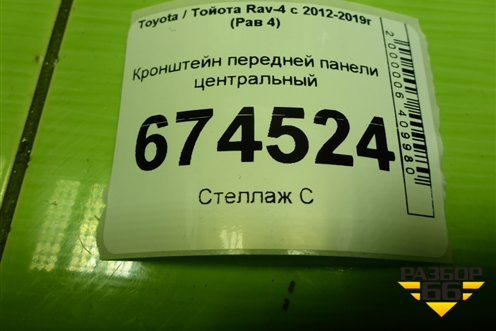 Toyota / Тойота Rav-4 с 2012-2019г
(Рав 4)
Кронштейн передней панели
центральный
674524
Стеллаж С
2000006409980
РАЗБОР
66